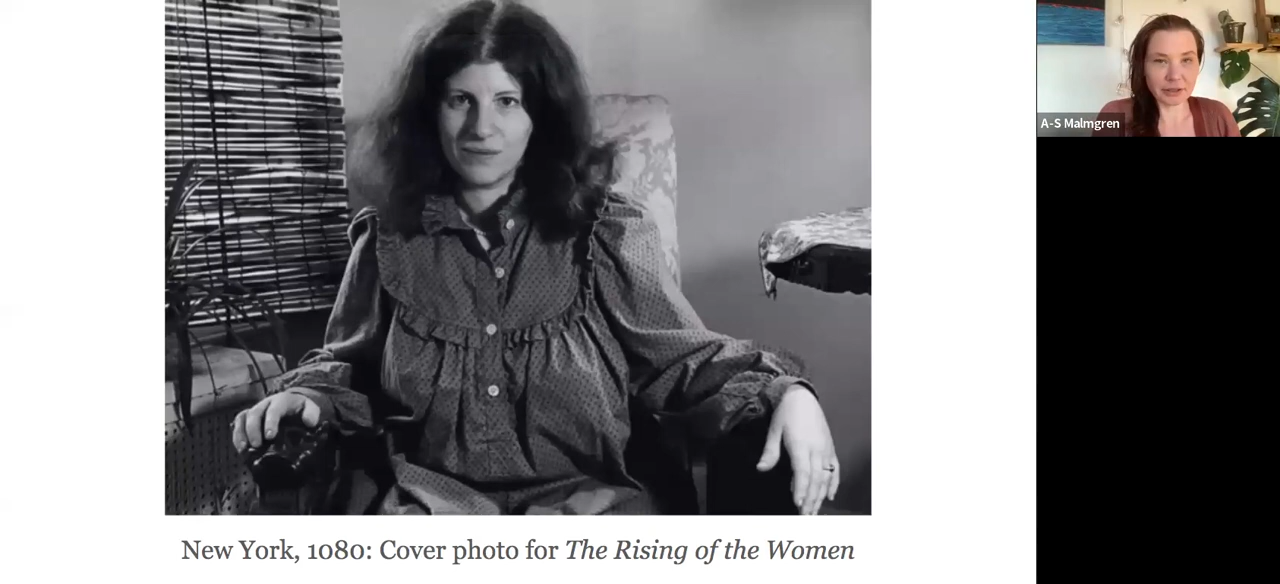 A-S Malmgren
New York, 1080: Cover photo for The Rising of the Women